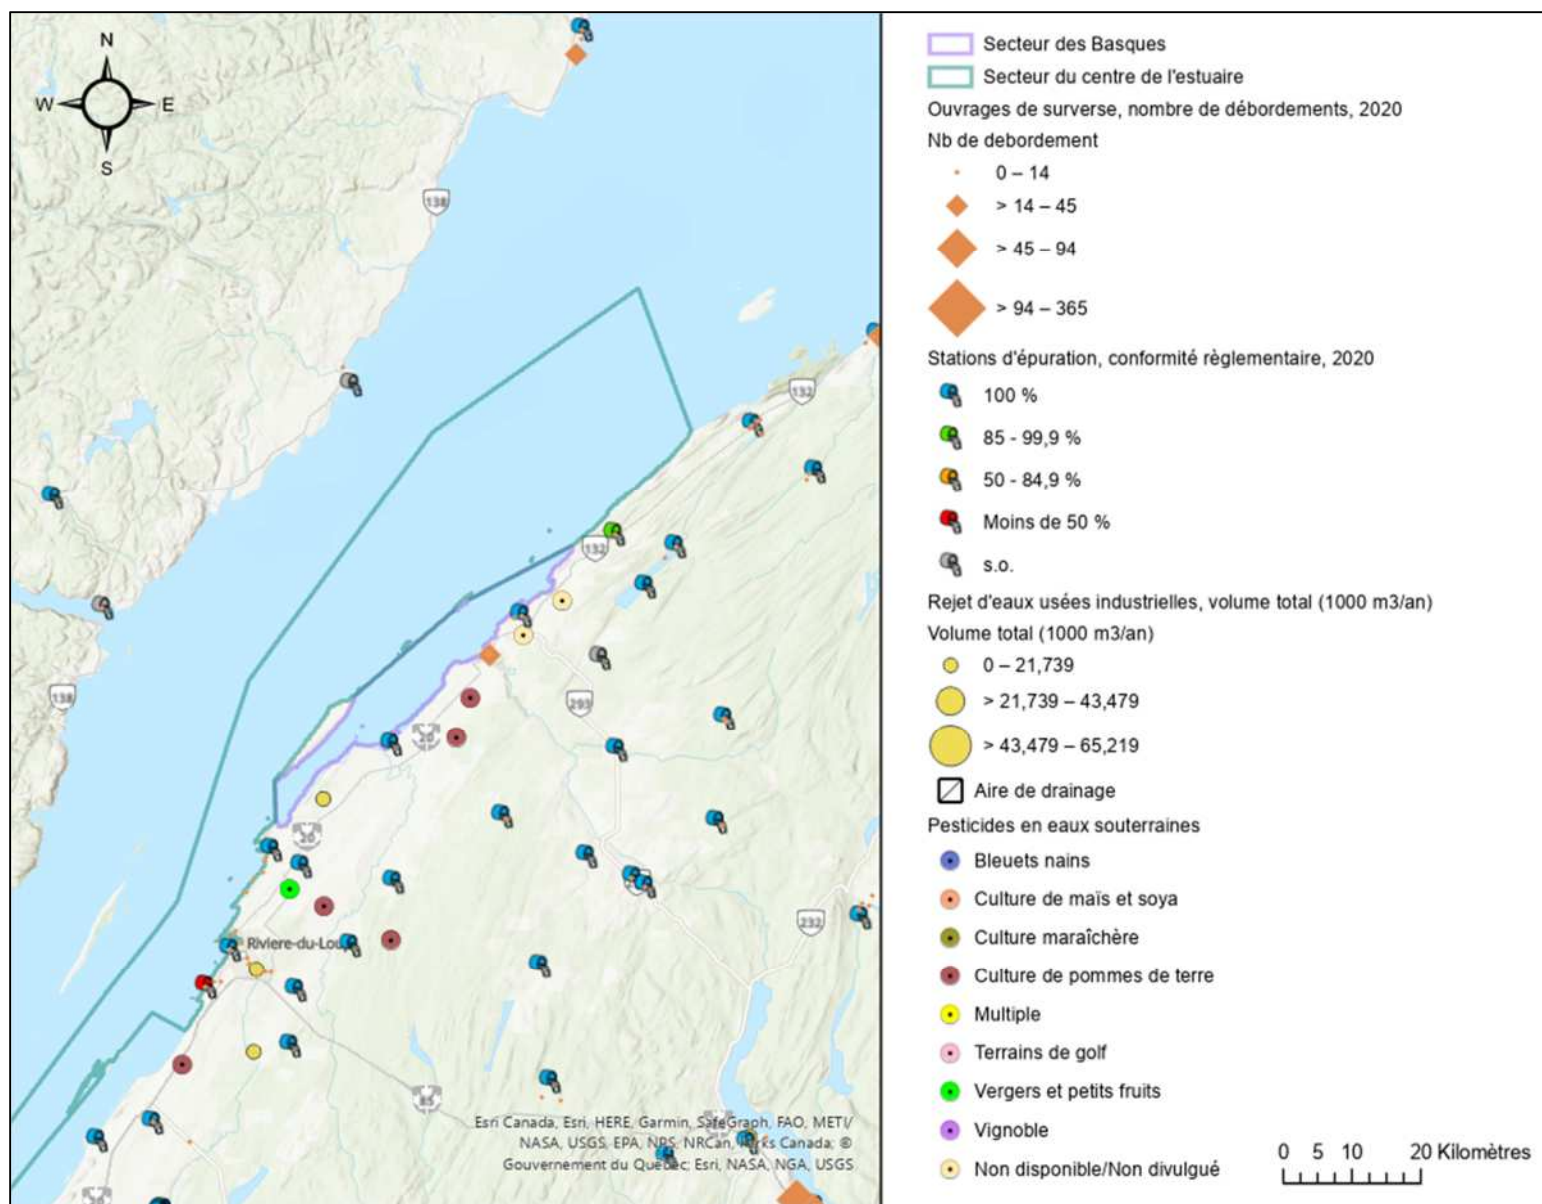 N
W
E
S
138
132
132
138
20
293
20
Riviere-du-Lou
232
85
Esri Canada, Esri, HERE, Garmin, SafeGraph, FAO, METI/
NASA, USGS, EPA, NPS, NRCan, Parks Canada; ©
Gouvernement du Québec; Esri, NASA, NGA, USGS
Secteur des Basques
Secteur du centre de l'estuaire
Ouvrages de surverse, nombre de débordements, 2020
Nb de debordement
0 – 14
> 14 – 45
> 45 – 94
> 94 – 365
Stations d'épuration, conformité règlementaire, 2020
100 %
85 - 99,9 %
50 - 84,9 %
Moins de 50 %
s.o.
Rejet d'eaux usées industrielles, volume total (1000 m3/an)
Volume total (1000 m3/an)
0 – 21,739
> 21,739 – 43,479
> 43,479 – 65,219
Aire de drainage
Pesticides en eaux souterraines
Bleuets nains
Culture de maïs et soya
Culture maraîchère
Culture de pommes de terre
Multiple
Terrains de golf
Vergers et petits fruits
Vignoble
Non disponible/Non divulgué
0 5 10 20 Kilomètres